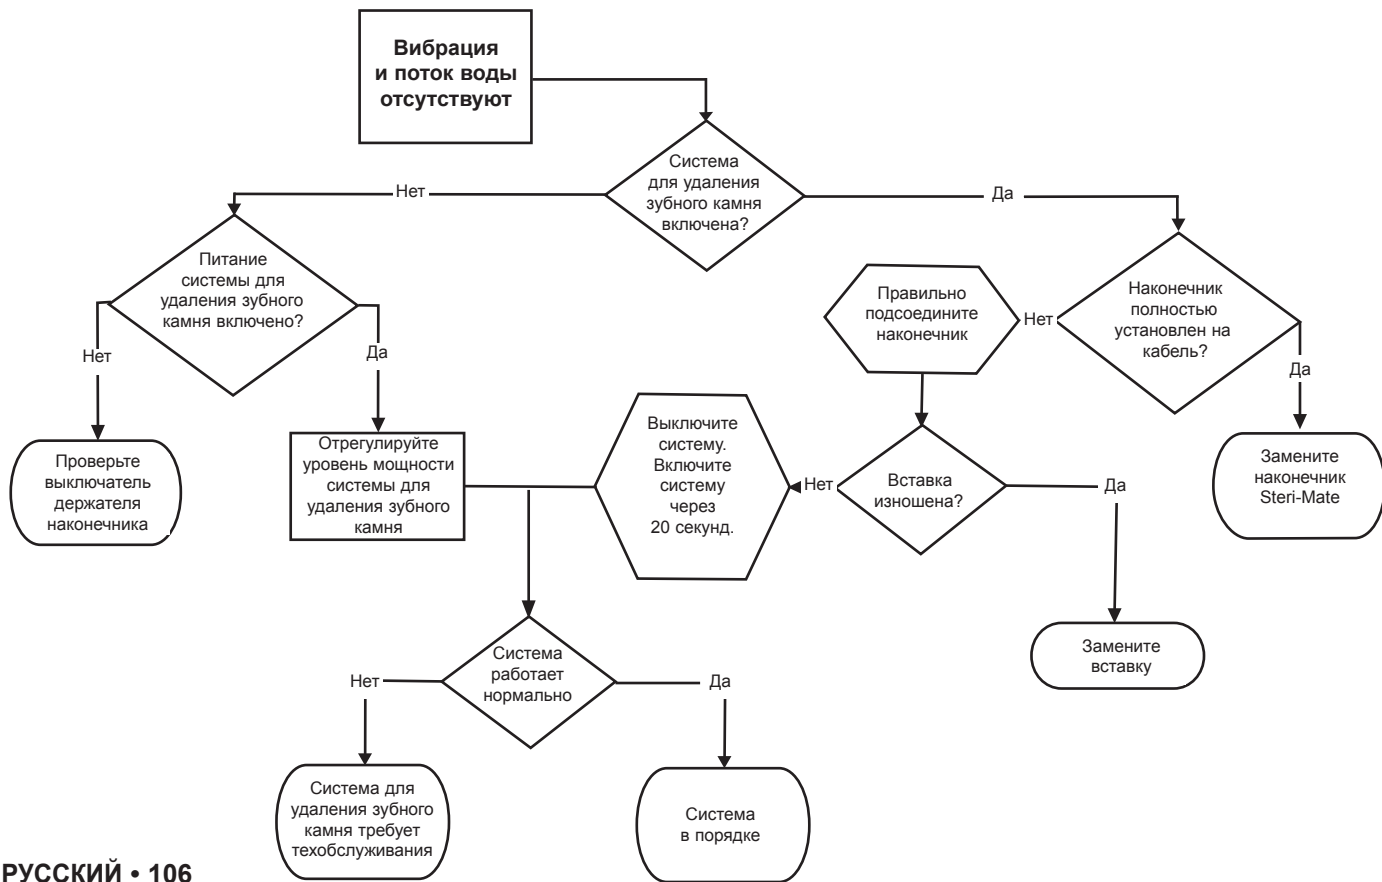 Вибрация
и поток воды
отсутствуют
Система
для удаления
зубного камня
включена?
Нет
Да
Питание
системы для
удаления зубного
камня включено?
Правильно
подсоедините
наконечник
Нет
Наконечник
полностью
установлен на
кабель?
Нет
Да
Да
Проверьте
выключатель
держателя
наконечника
Отрегулируйте
уровень мощности
системы для
удаления зубного
камня
Выключите
систему.
Включите
систему
через
20 секунд.
Нет
Вставка
изношена?
Да
Замените
наконечник
Steri-Mate
Замените
вставку
Система
работает
нормально
Нет
Да
Система для
удаления зубного
камня требует
техобслуживания
Система
в порядке
РУССКИЙ • 106